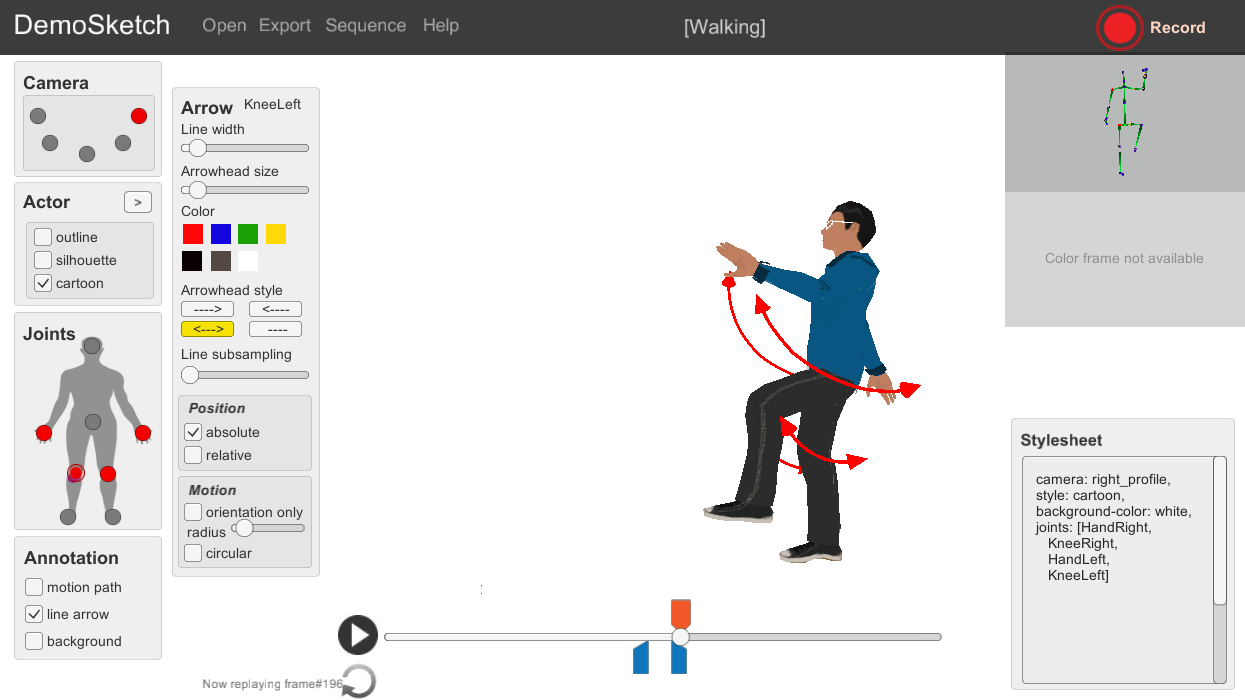 DemoSketch Open Export Sequence Help [Walking] Record
Camera
Actor >
outline
silhouette
cartoon
Joints
Annotation
motion path
line arrow
background
Arrow KneeLeft
Line width
Arrowhead size
Color
Arrowhead style
----> <----
<---> ----
Line subsampling
Position
absolute
relative
Motion
orientation only
radius
circular
:
Now replaying frame#196
Color frame not available
Stylesheet
camera: right_profile,
style: cartoon,
background-color: white,
joints: [HandRight,
KneeRight,
HandLeft,
KneeLeft]